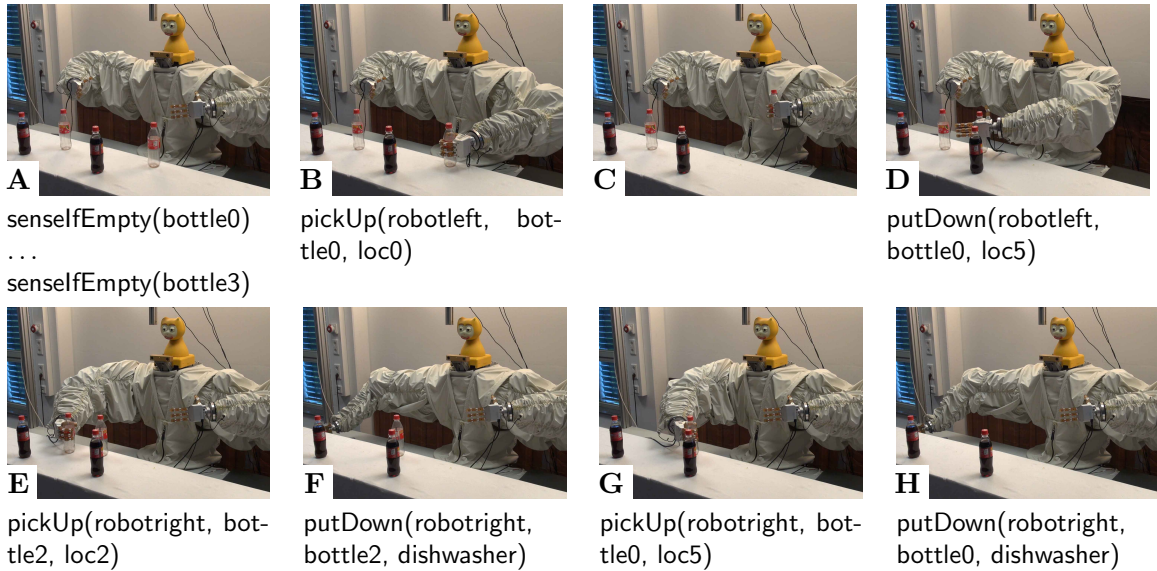 A
senseIfEmpty(bottle0)
. . .
senseIfEmpty(bottle3)
B
pickUp(robotleft, bot-
tle0, loc0)
C
D
putDown(robotleft,
bottle0, loc5)
E
pickUp(robotright, bot-
tle2, loc2)
F
putDown(robotright,
bottle2, dishwasher)
G
pickUp(robotright, bot-
tle0, loc5)
H
putDown(robotright,
bottle0, dishwasher)